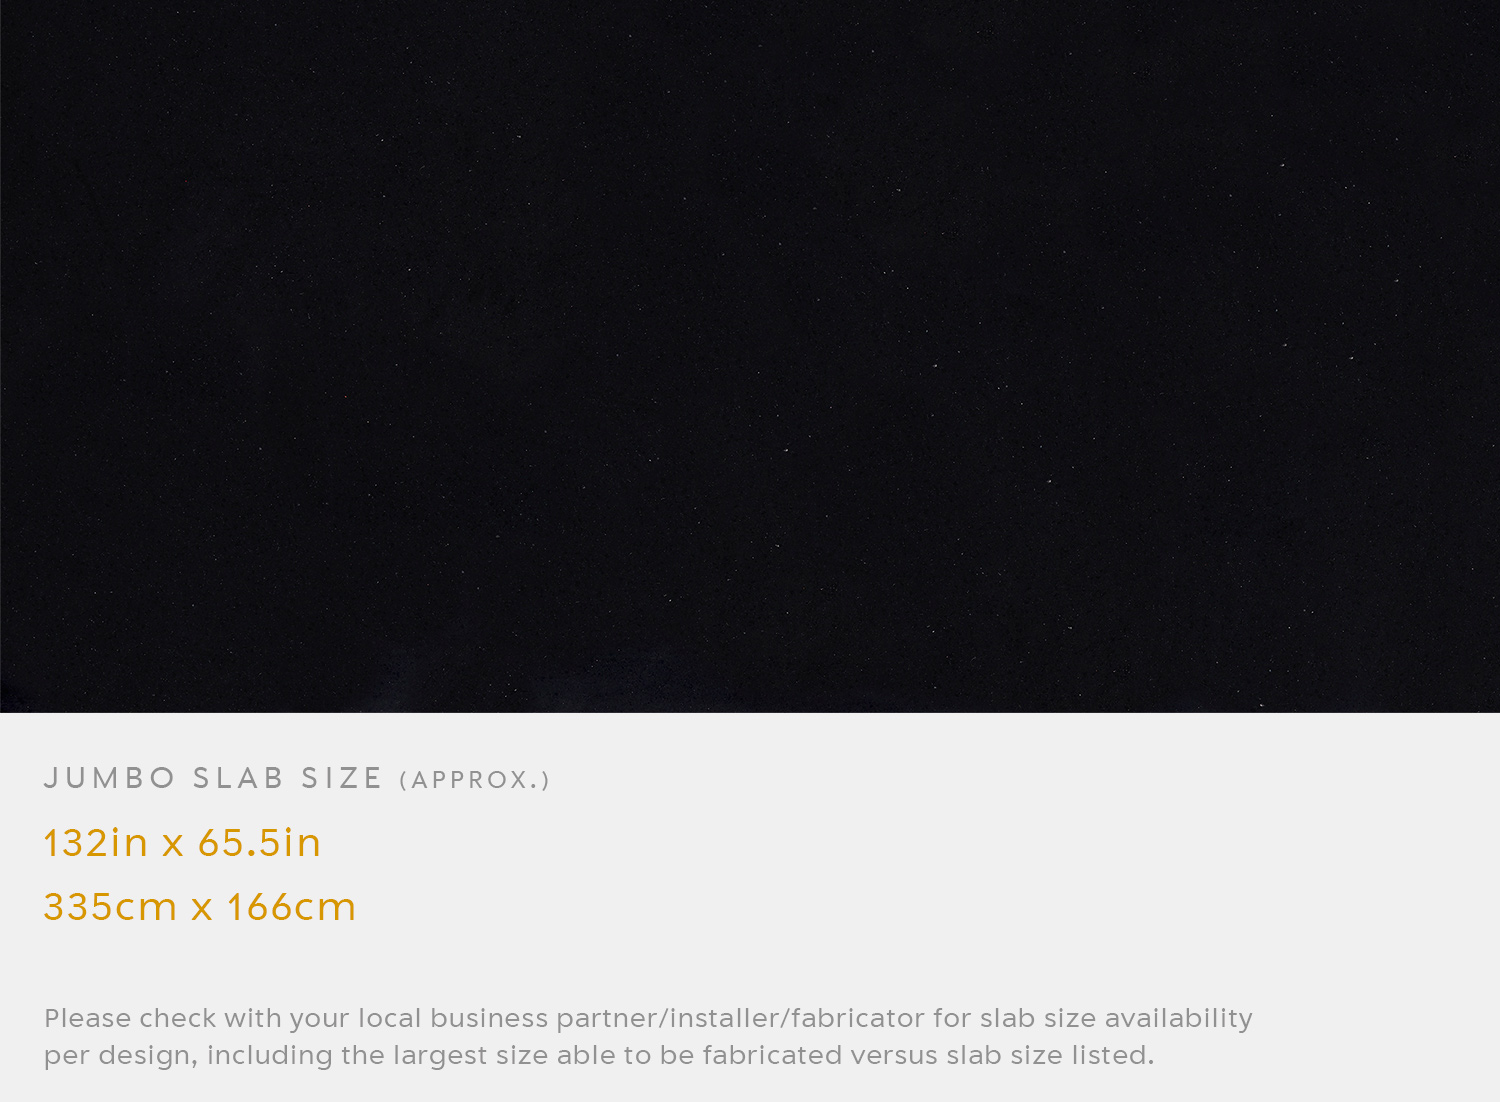 JUMBO SLAB SIZE (APPROX.)
132in x 65.5in
335cm x 166cm
Please check with your local business partner/installer/fabricator for slab size availability
per design, including the largest size able to be fabricated versus slab size listed.